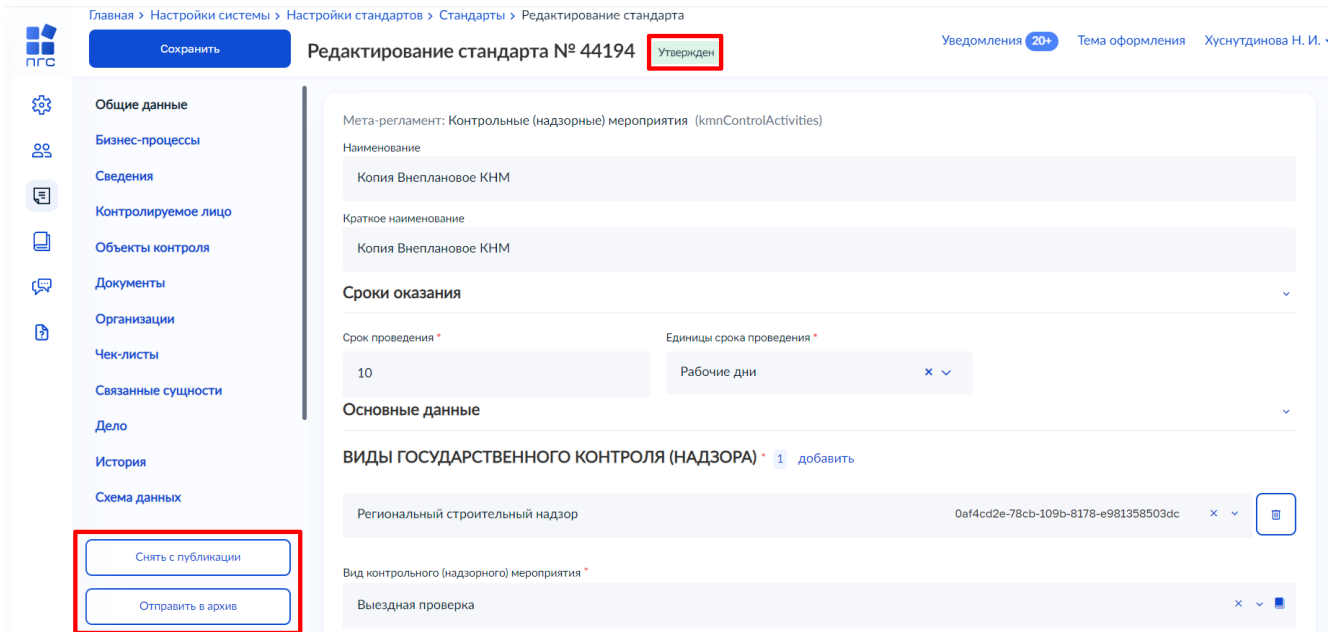 Главная > Настройки системы > Настройки стандартов > Стандарты > Редактирование стандарта
ПГС
Сохранить
Редактирование стандарта № 44194
Утвержден
Уведомления 20+
Тема оформления
Хуснутдинова Н. И.
Общие данные
Бизнес-процессы
Сведения
Контролируемое лицо
Объекты контроля
Документы
Организации
Чек-листы
Связанные сущности
Дело
История
Схема данных
Снять с публикации
Отправить в архив
Мета-регламент: Контрольные (надзорные) мероприятия (kmnControlActivities)
Наименование
Копия Внеплановое КНМ
Краткое наименование
Копия Внеплановое КНМ
Сроки оказания
Срок проведения *
Единицы срока проведения *
10
Рабочие дни
Основные данные
ВИДЫ ГОСУДАРСТВЕННОГО КОНТРОЛЯ (НАДЗОРА) * 1 добавить
Региональный строительный надзор
0af4cd2e-78cb-109b-8178-e981358503dc
Вид контрольного (надзорного) мероприятия *
Выездная проверка